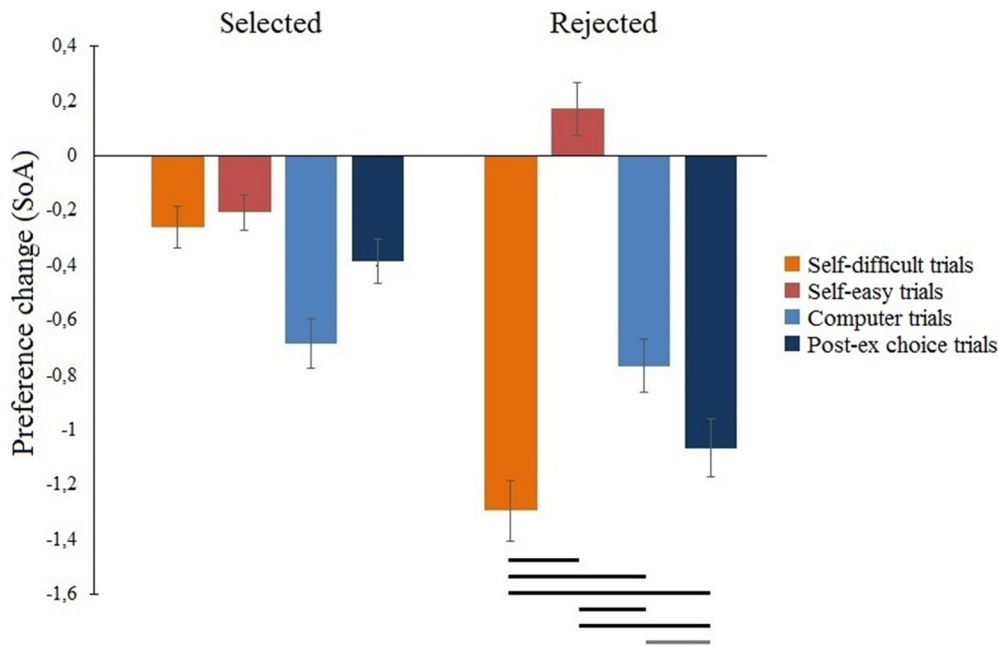 Selected
Rejected
0,4
0,2
0
-0,2
-0,4
-0,6
-0,8
-1
-1,2
-1,4
-1,6
Preference change (SoA)
Self-difficult trials
Self-easy trials
Computer trials
Post-ex choice trials